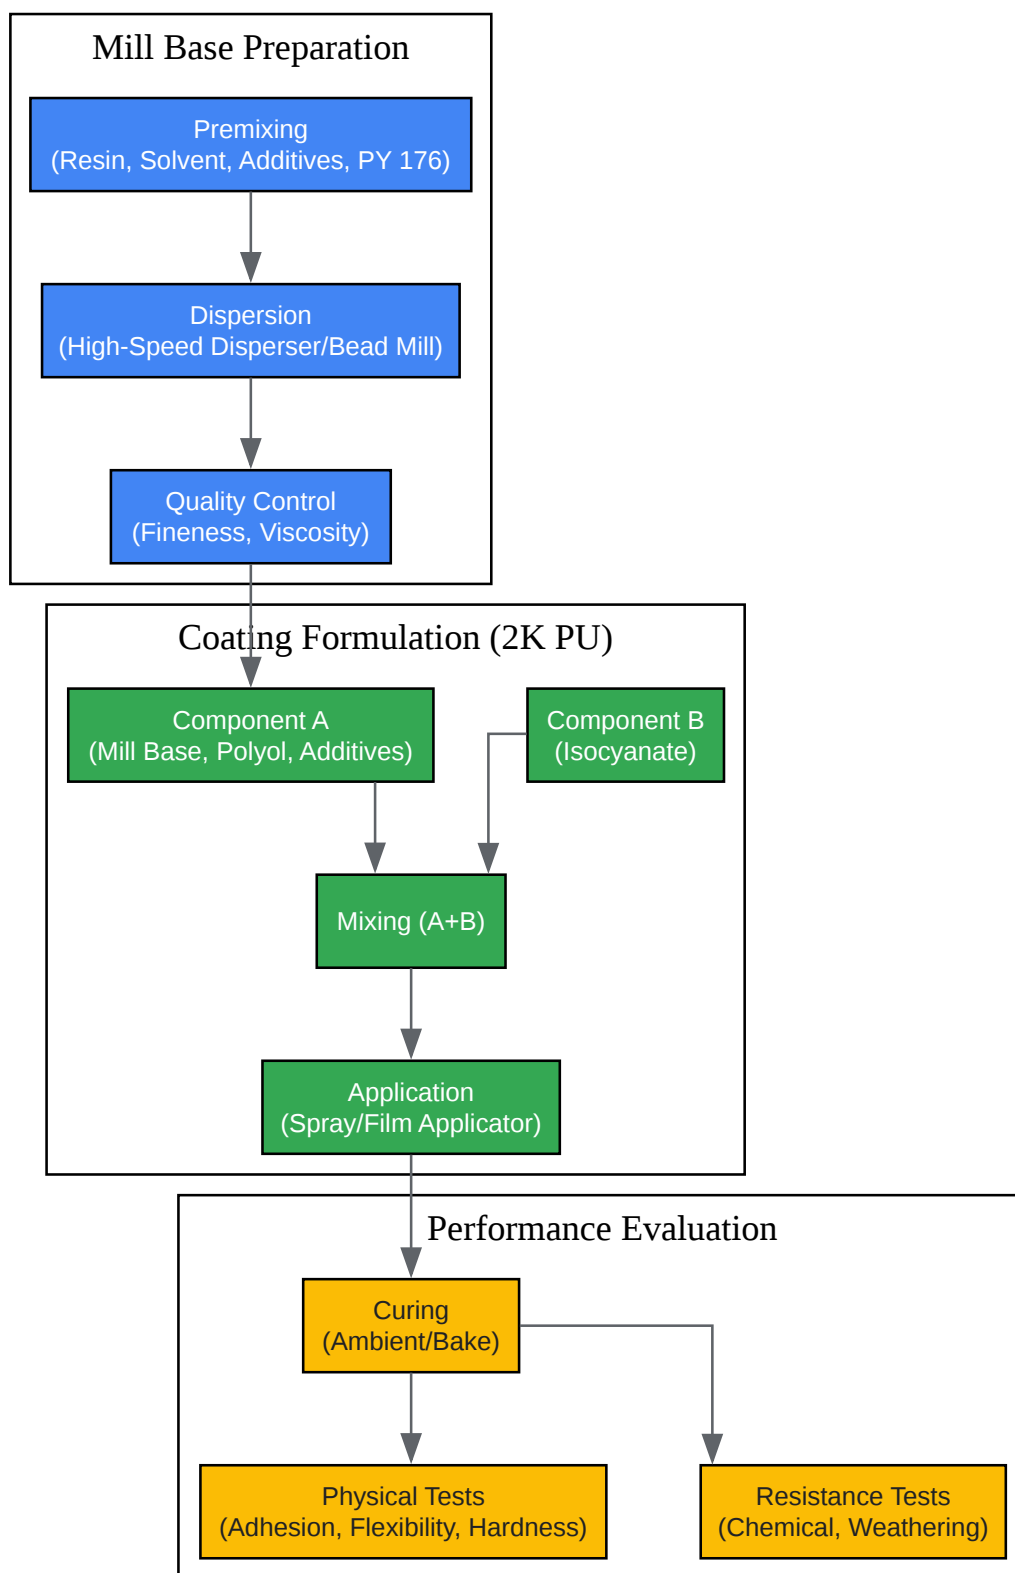 Mill Base Preparation
Premixing
(Resin, Solvent, Additives, PY 176)
Dispersion
(High-Speed Disperser/Bead Mill)
Quality Control
(Fineness, Viscosity)
Coating Formulation (2K PU)
Component A
(Mill Base, Polyol, Additives)
Component B
(Isocyanate)
Mixing (A+B)
Application
(Spray/Film Applicator)
Performance Evaluation
Curing
(Ambient/Bake)
Physical Tests
(Adhesion, Flexibility, Hardness)
Resistance Tests
(Chemical, Weathering)